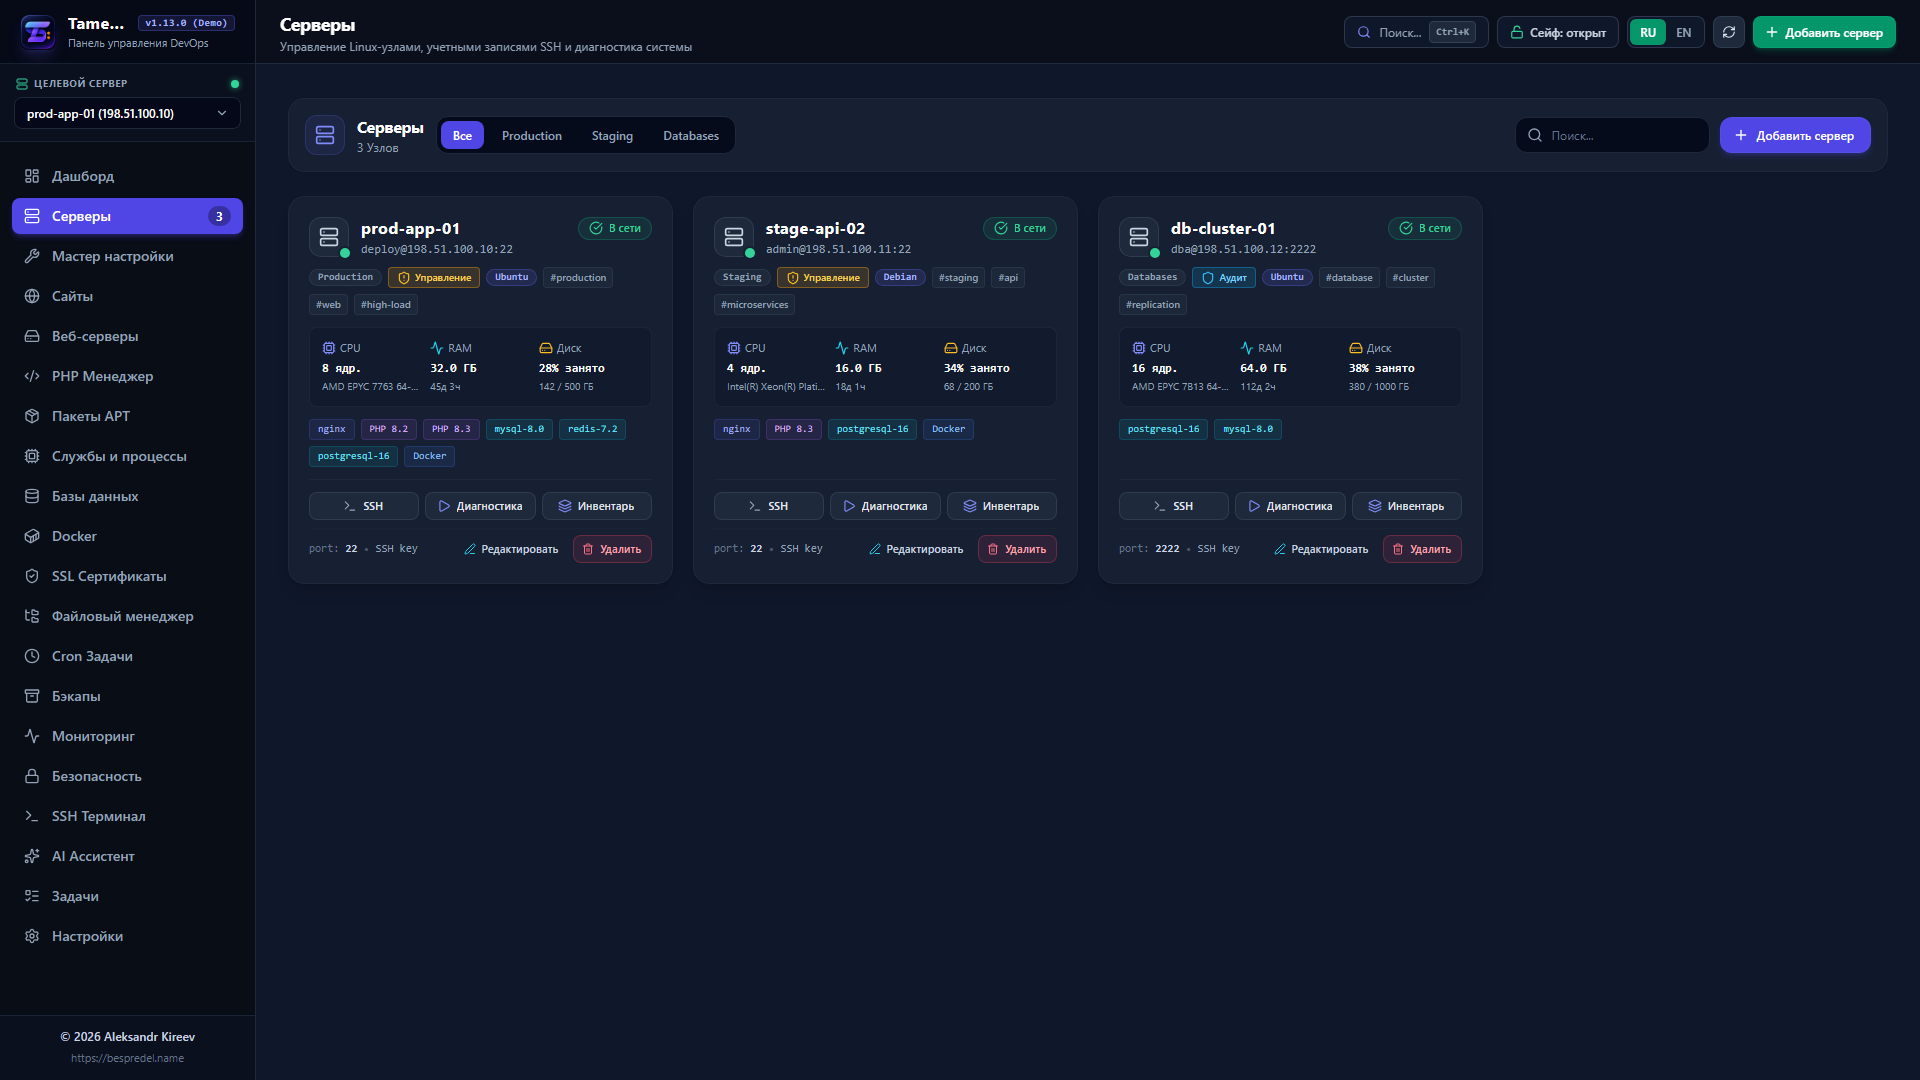 Tame... v1.13.0 (Demo)
Панель управления DevOps
ЦЕЛЕВОЙ СЕРВЕР
prod-app-01 (198.51.100.10)
Дашборд
Серверы 3
Мастер настройки
Сайты
Веб-серверы
PHP Менеджер
Пакеты APT
Службы и процессы
Базы данных
Docker
SSL Сертификаты
Файловый менеджер
Cron Задачи
Бэкапы
Мониторинг
Безопасность
SSH Терминал
AI Ассистент
Задачи
Настройки
© 2026 Aleksandr Kireev
https://bespredel.name
Серверы
Управление Linux-узлами, учетными записями SSH и диагностика системы
Поиск... Ctrl+K
Сейф: открыт
RU EN
Добавить сервер
Серверы
3 Узлов
Все Production Staging Databases
Поиск...
Добавить сервер
prod-app-01 В сети
deploy@198.51.100.10:22
Production Управление Ubuntu #production
#web #high-load
CPU RAM Диск
8 ядр. 32.0 ГБ 28% занято
AMD EPYC 7763 64-... 45д 3ч 142 / 500 ГБ
nginx PHP 8.2 PHP 8.3 mysql-8.0 redis-7.2
postgresql-16 Docker
SSH Диагностика Инвентарь
port: 22 • SSH key Редактировать Удалить
stage-api-02 В сети
admin@198.51.100.11:22
Staging Управление Debian #staging #api
#microservices
CPU RAM Диск
4 ядр. 16.0 ГБ 34% занято
Intel(R) Xeon(R) Plati... 18д 1ч 68 / 200 ГБ
nginx PHP 8.3 postgresql-16 Docker
SSH Диагностика Инвентарь
port: 22 • SSH key Редактировать Удалить
db-cluster-01 В сети
dba@198.51.100.12:2222
Databases Аудит Ubuntu #database #cluster
#replication
CPU RAM Диск
16 ядр. 64.0 ГБ 38% занято
AMD EPYC 7B13 64-... 112д 2ч 380 / 1000 ГБ
postgresql-16 mysql-8.0
SSH Диагностика Инвентарь
port: 2222 • SSH key Редактировать Удалить